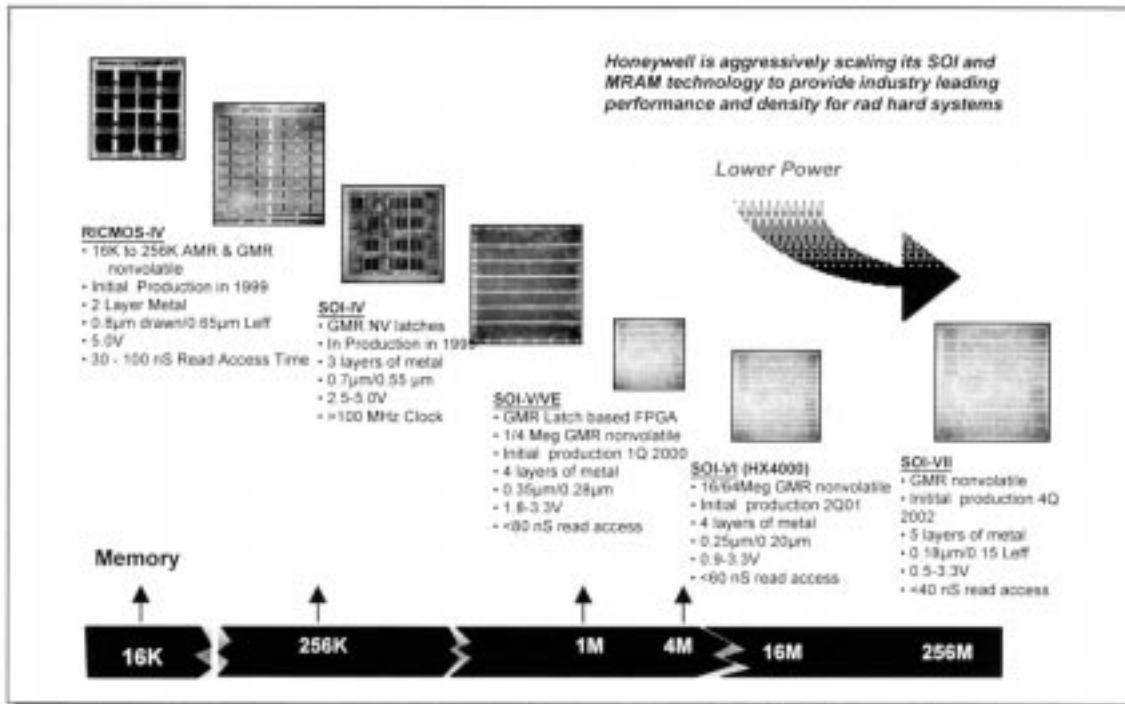 Honeywell is aggressively scaling its SOI and
MRAM technology to provide industry leading
performance and density for rad hard systems
Lower Power
RICMOS-IV
• 16K to 256K AMR & GMR
nonvolatile
• Initial Production in 1999
• 2 Layer Metal
• 0.8µm drawn/0.65µm Leff
• 5.0V
• 30 - 100 nS Read Access Time
SOI-IV
• GMR NV latches
• In Production in
• 3 layers of metal
• 0.7µm/0.55 µm
• 2.5-5.0V
• >100 MHz Clock
SOI-V/VE
• GMR Latch based FPGA
• 1/4 Meg GMR nonvolatile
• Initial production 1Q 2000
• 4 layers of metal
• 0.35µm/0.28µm
• 1.8-3.3V
• <80 nS read access
SOI-VI (HX4000)
• 16/64Meg GMR nonvolatile
• Initial production 2Q01
• 4 layers of metal
• 0.25µm/0.20µm
• 0.9-3.3V
• <60 nS read access
SOI-VII
• GMR nonvolatile
• Initital production 4Q
2002
• 5 layers of metal
• 0.18µm/0.15 Leff
• 0.5-3.3V
• <40 nS read access
Memory
16K
256K
1M
4M
16M
256M